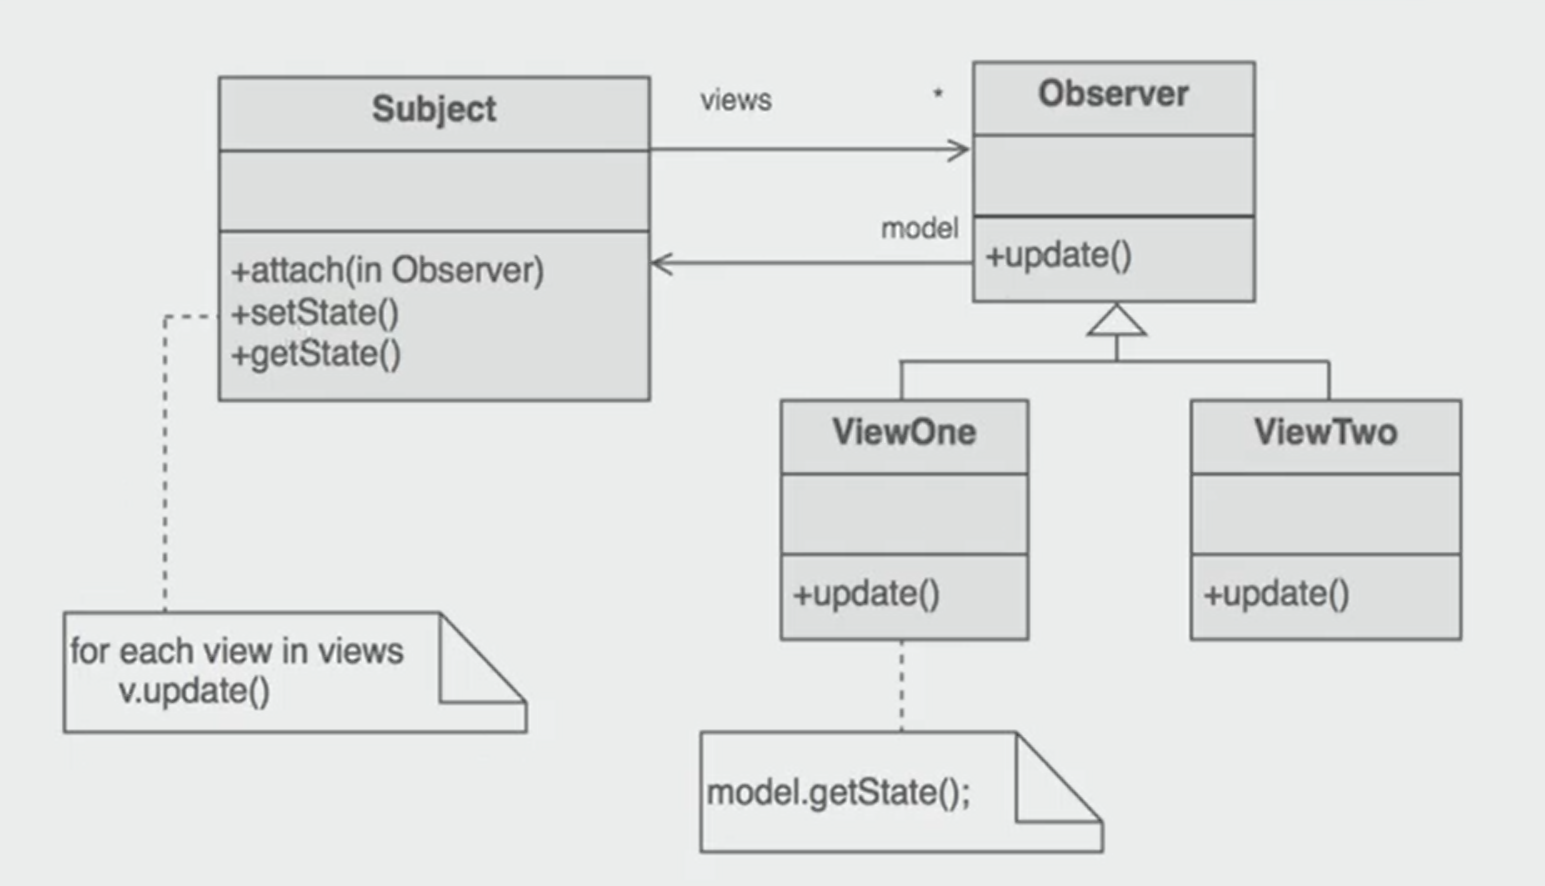 Subject
+attach(in Observer)
+setState()
+getState()
views
*
model
Observer
+update()
ViewOne
+update()
ViewTwo
+update()
for each view in views
v.update()
model.getState();